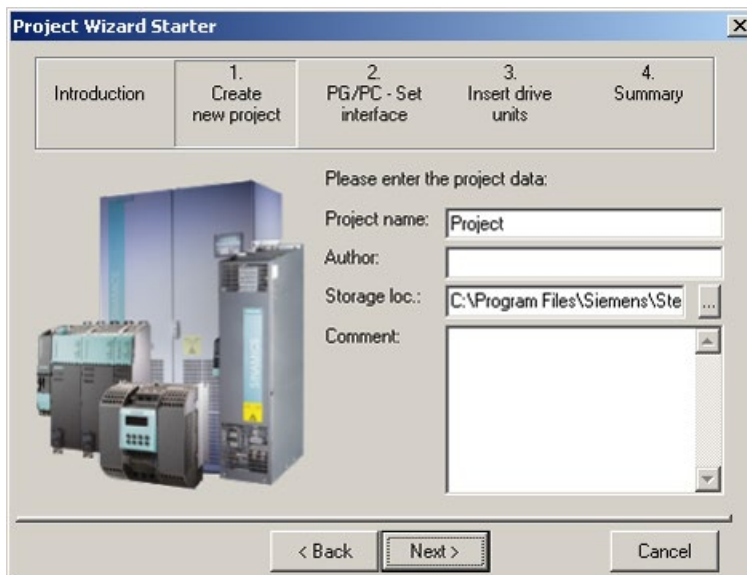 Project Wizard Starter
Introduction
1.
Create
new project
2.
PG/PC - Set
interface
3.
Insert drive
units
4.
Summary
Please enter the project data:
Project name:
Project
Author:
Storage loc.:
C:\Program Files\Siemens\Ste
...
Comment:
< Back
Next >
Cancel